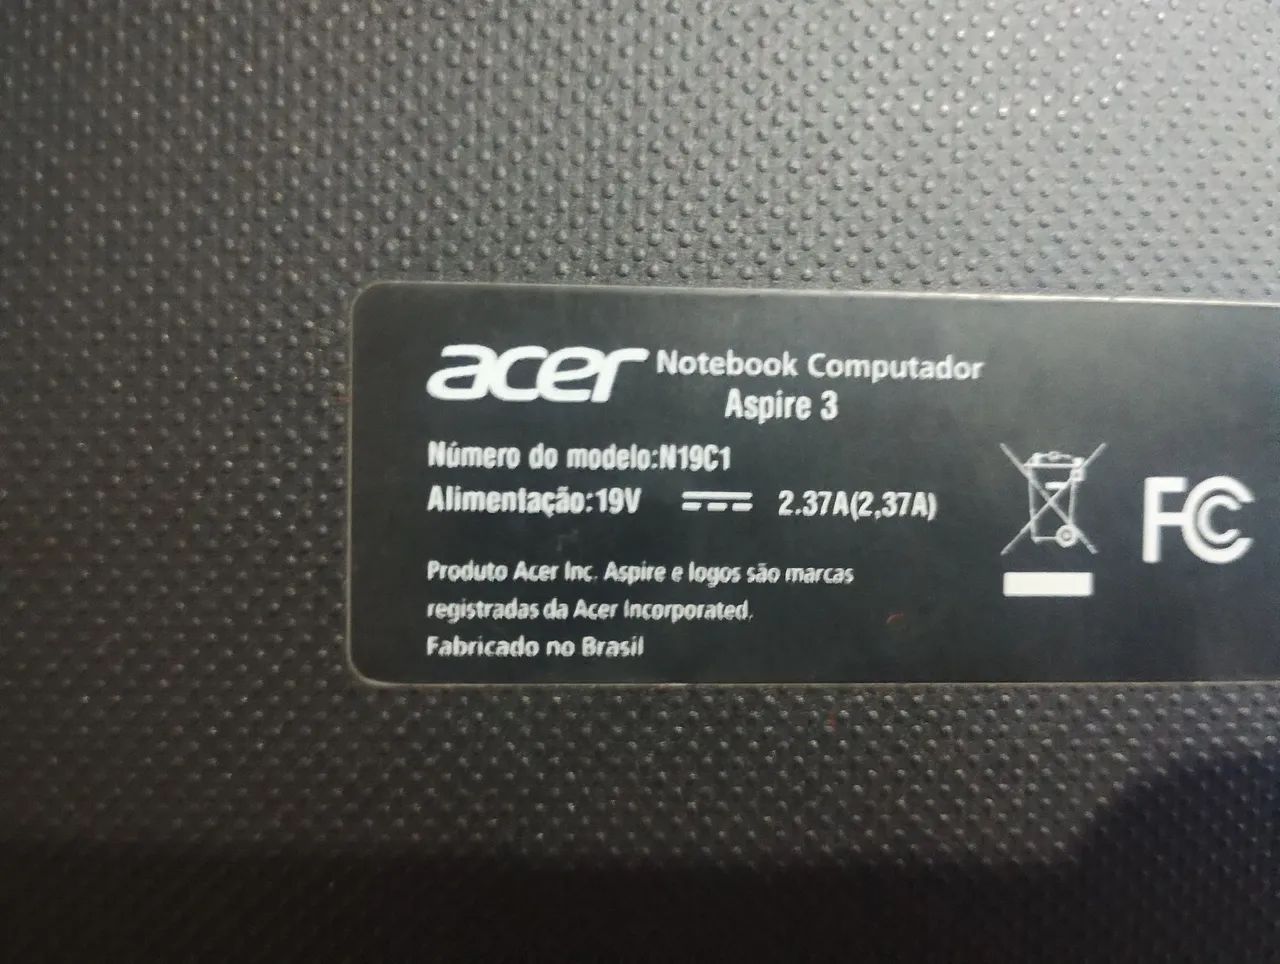 acer Notebook Computador
Aspire 3
Número do modelo:N19C1
Alimentação:19V ⎓ 2.37A(2,37A)
FC
Produto Acer Inc. Aspire e logos são marcas
registradas da Acer Incorporated.
Fabricado no Brasil